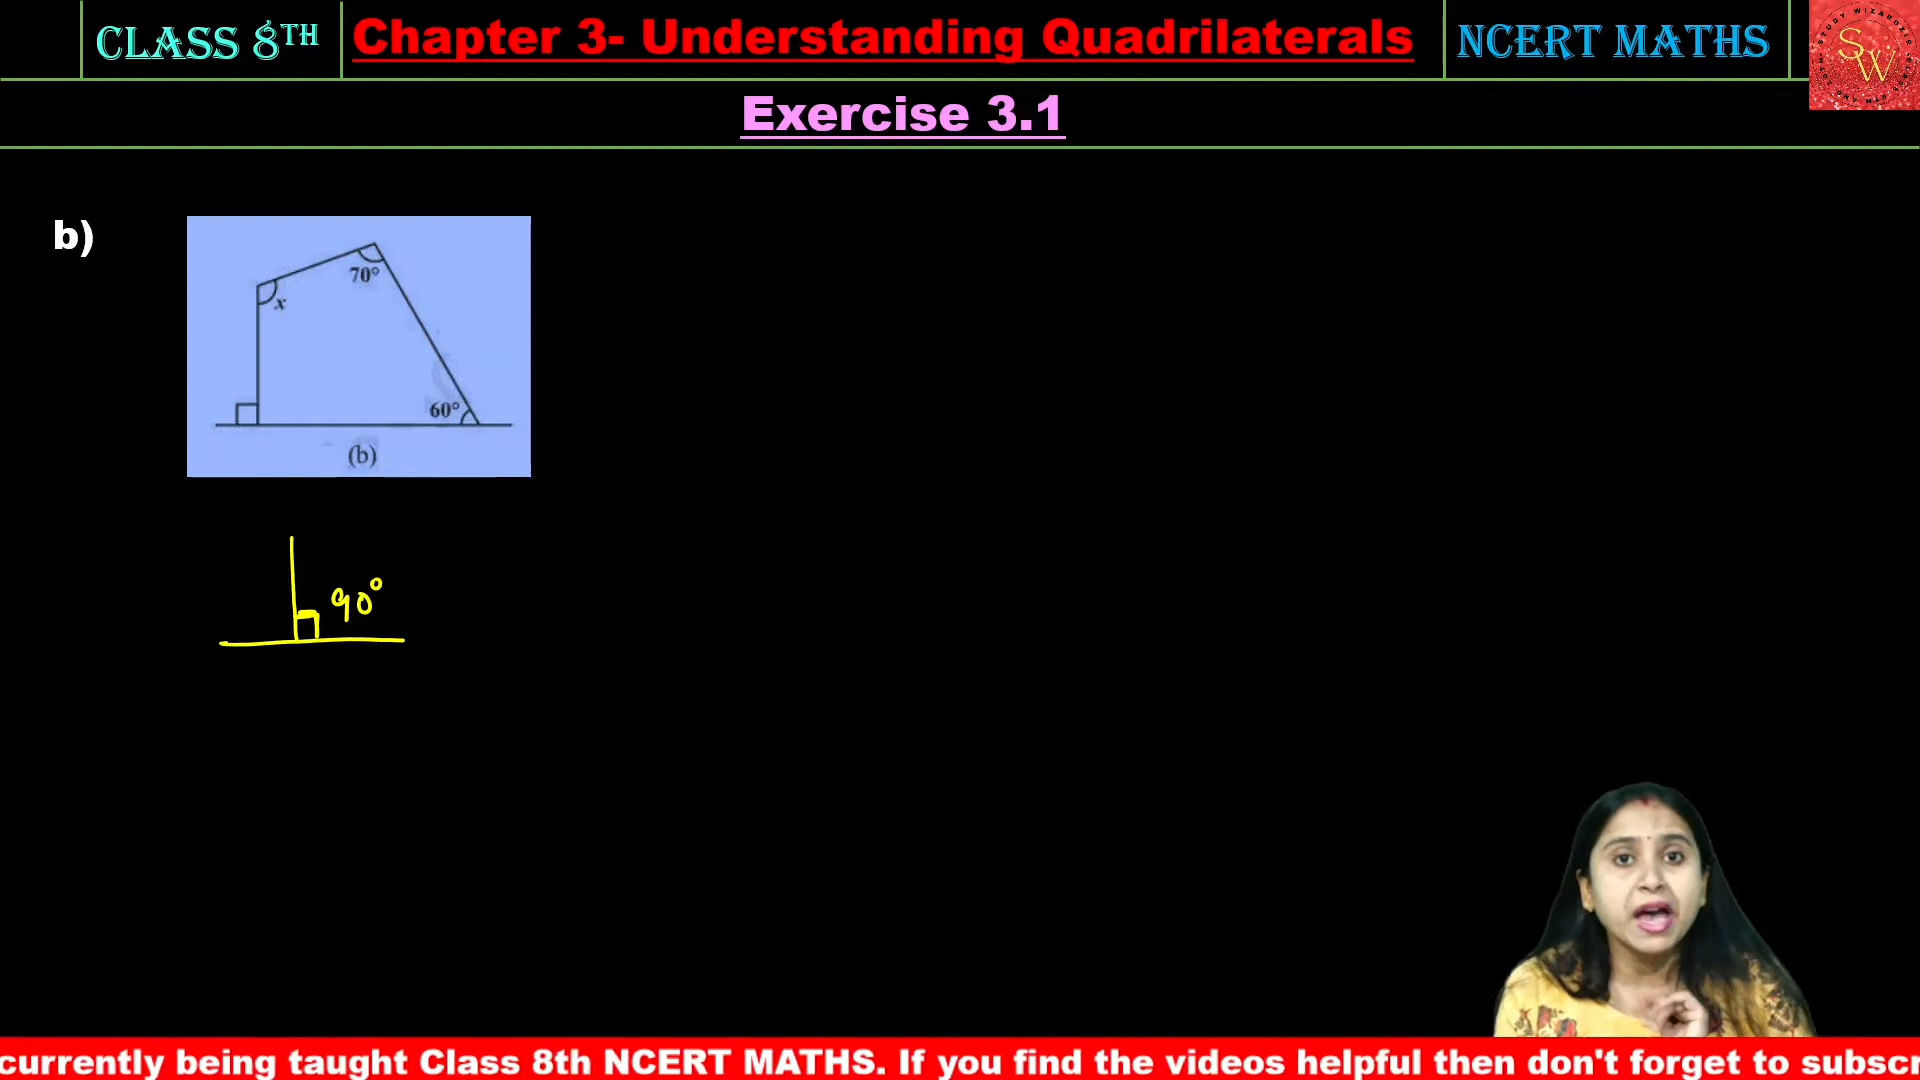 CLASS 8TH
Chapter 3- Understanding Quadrilaterals
NCERT MATHS
SW
Exercise 3.1
b)
70°
x
60°
(b)
90°
currently being taught Class 8th NCERT MATHS. If you find the videos helpful then don't forget to subscr